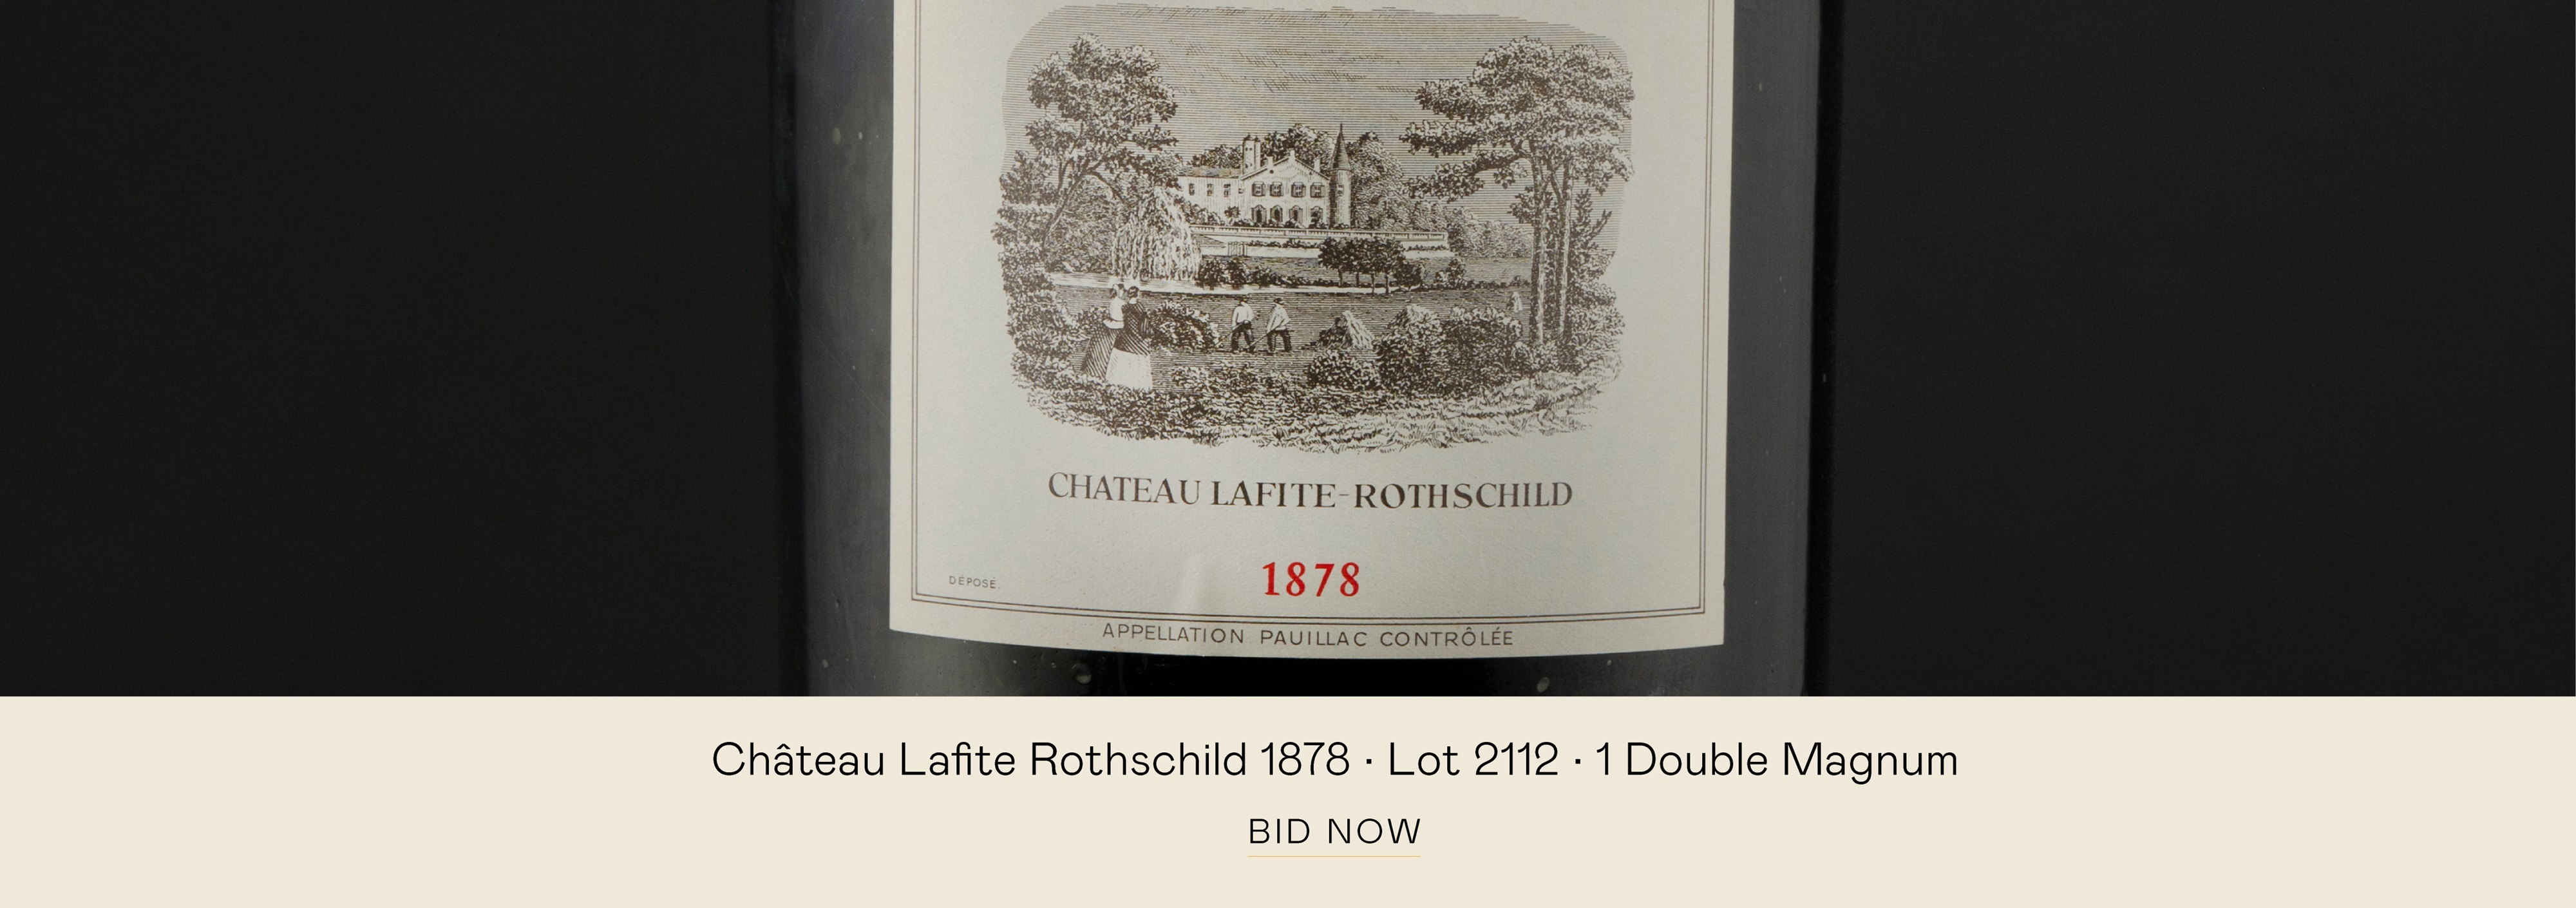 CHATEAU LAFITE-ROTHSCHILD
1878
DÉPOSÉ.
APPELLATION PAUILLAC CONTRÔLÉE
Château Lafite Rothschild 1878 · Lot 2112 · 1 Double Magnum
BID NOW